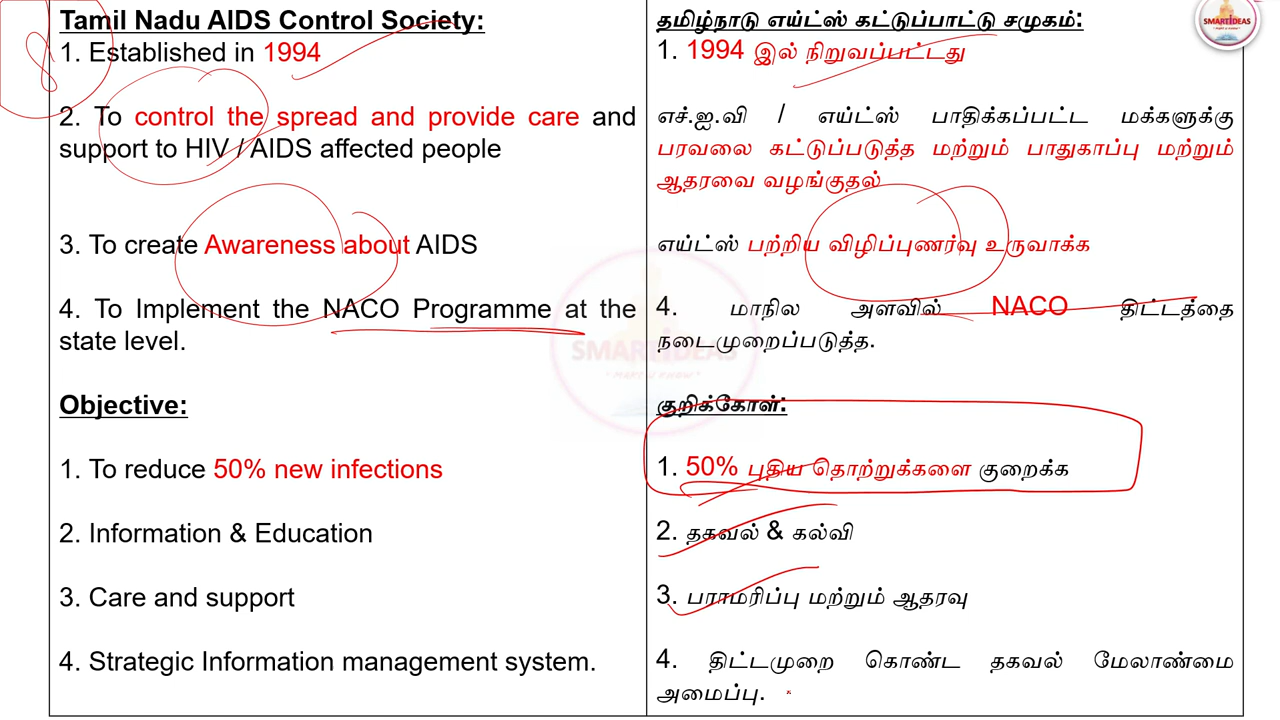 8
Tamil Nadu AIDS Control Society:
1. Established in 1994
2. To control the spread and provide care and
support to HIV / AIDS affected people
3. To create Awareness about AIDS
4. To Implement the NACO Programme at the
state level.
Objective:
1. To reduce 50% new infections
2. Information & Education
3. Care and support
4. Strategic Information management system.
தமிழ்நாடு எய்ட்ஸ் கட்டுப்பாட்டு சமுகம்:
1. 1994 இல் நிறுவப்பட்டது
எச்.ஐ.வி / எய்ட்ஸ் பாதிக்கப்பட்ட மக்களுக்கு
பரவலை கட்டுப்படுத்த மற்றும் பாதுகாப்பு மற்றும்
ஆதரவை வழங்குதல்
எய்ட்ஸ் பற்றிய விழிப்புணர்வு உருவாக்க
4. மாநில அளவில் NACO திட்டத்தை
நடைமுறைப்படுத்த.
குறிக்கோள்:
1. 50% புதிய தொற்றுக்களை குறைக்க
2. தகவல் & கல்வி
3. பராமரிப்பு மற்றும் ஆதரவு
4. திட்டமுறை கொண்ட தகவல் மேலாண்மை
அமைப்பு.
SMARTIDEAS
SMARTIDEAS